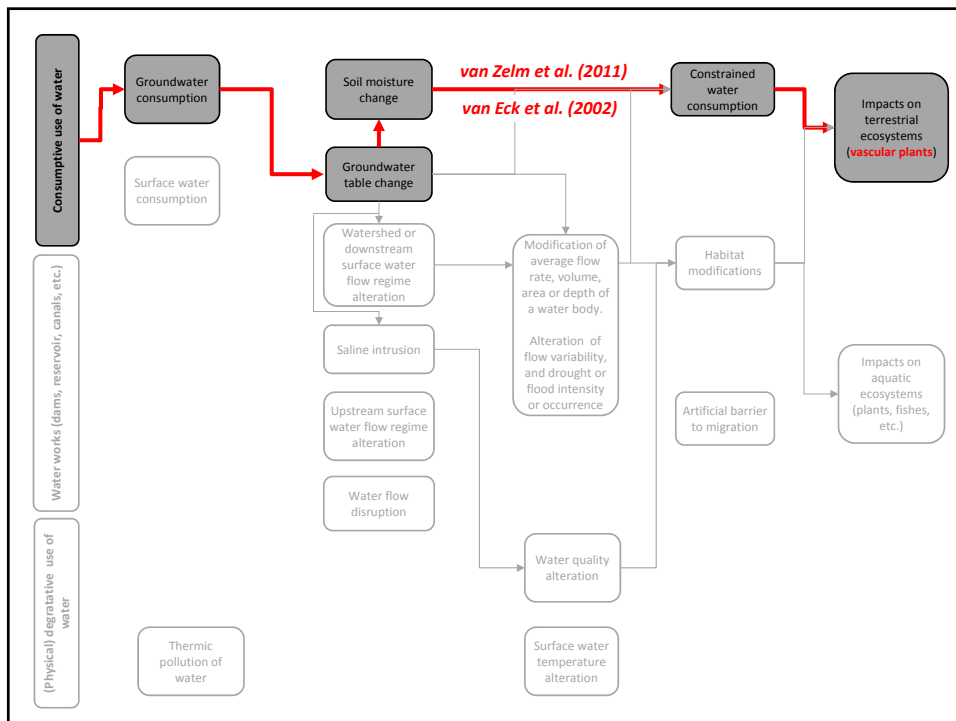 Consumptive use of water
Groundwater
consumption
Soil moisture
change
van Zelm et al. (2011)
van Eck et al. (2002)
Constrained
water
consumption
Impacts on
terrestrial
ecosystems
(vascular plants)
Surface water
consumption
Groundwater
table change
Watershed or
downstream
surface water
flow regime
alteration
Modification of
average flow
rate, volume,
area or depth of
a water body.
Alteration of
flow variability,
and drought or
flood intensity
or occurrence
Habitat
modifications
Water works (dams, reservoir, canals, etc.)
Saline intrusion
Upstream surface
water flow regime
alteration
Artificial barrier
to migration
Impacts on
aquatic
ecosystems
(plants, fishes,
etc.)
Water flow
disruption
(Physical) degratative use of
water
Water quality
alteration
Thermic
pollution of
water
Surface water
temperature
alteration